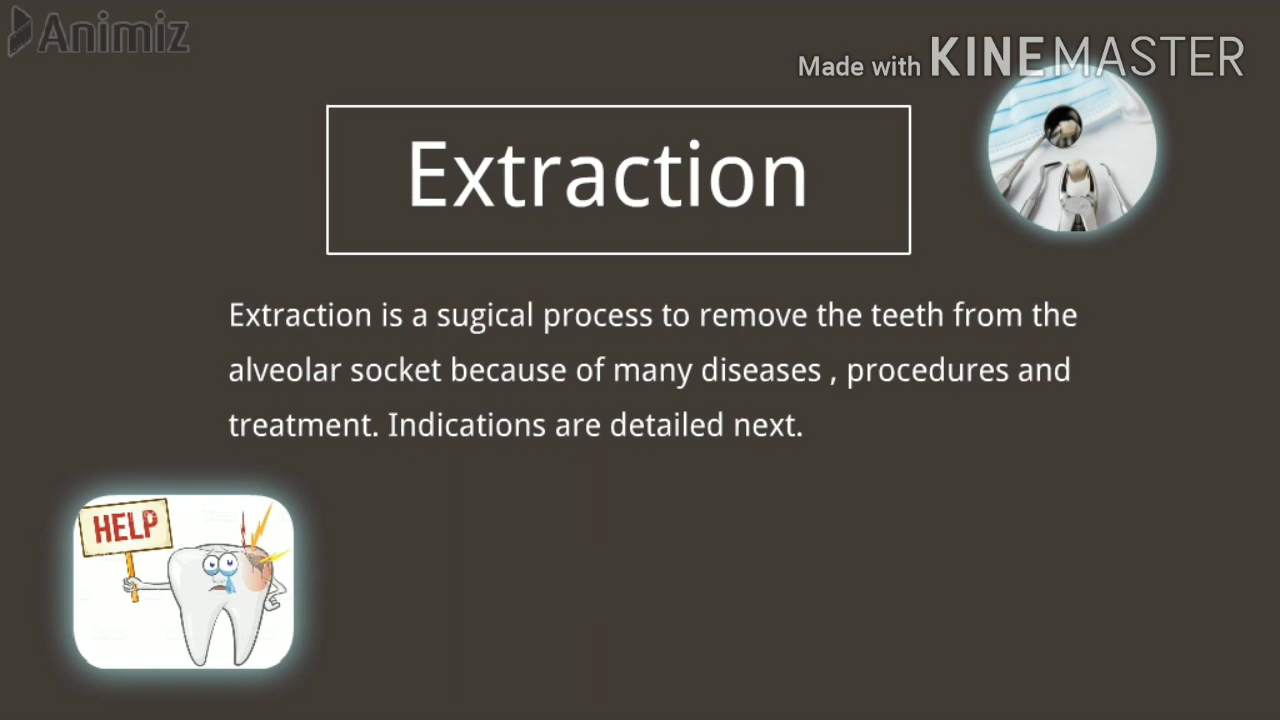 Animiz
Made with KINEMASTER
Extraction
Extraction is a sugical process to remove the teeth from the
alveolar socket because of many diseases , procedures and
treatment. Indications are detailed next.
HELP